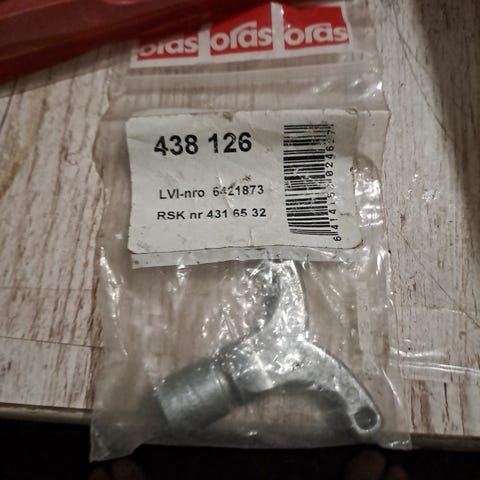 oras oras oras
438 126
LVI-nro 6421873
RSK nr 431 65 32